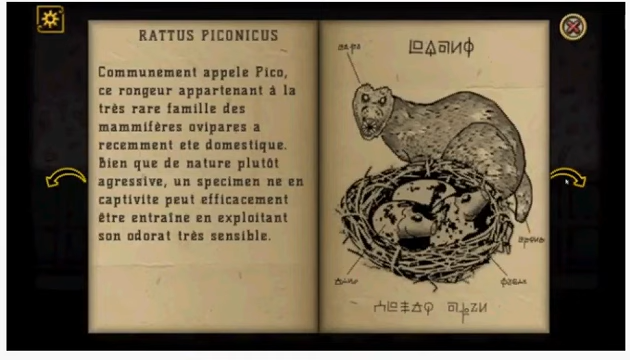 RATTUS PICONICUS
Communement appele Pico,
ce rongeur appartenant à la
très rare famille des
mammifères ovipares a
recemment ete domestique.
Bien que de nature plutôt
agressive, un specimen ne en
captivite peut efficacement
être entraîne en exploitant
son odorat très sensible.